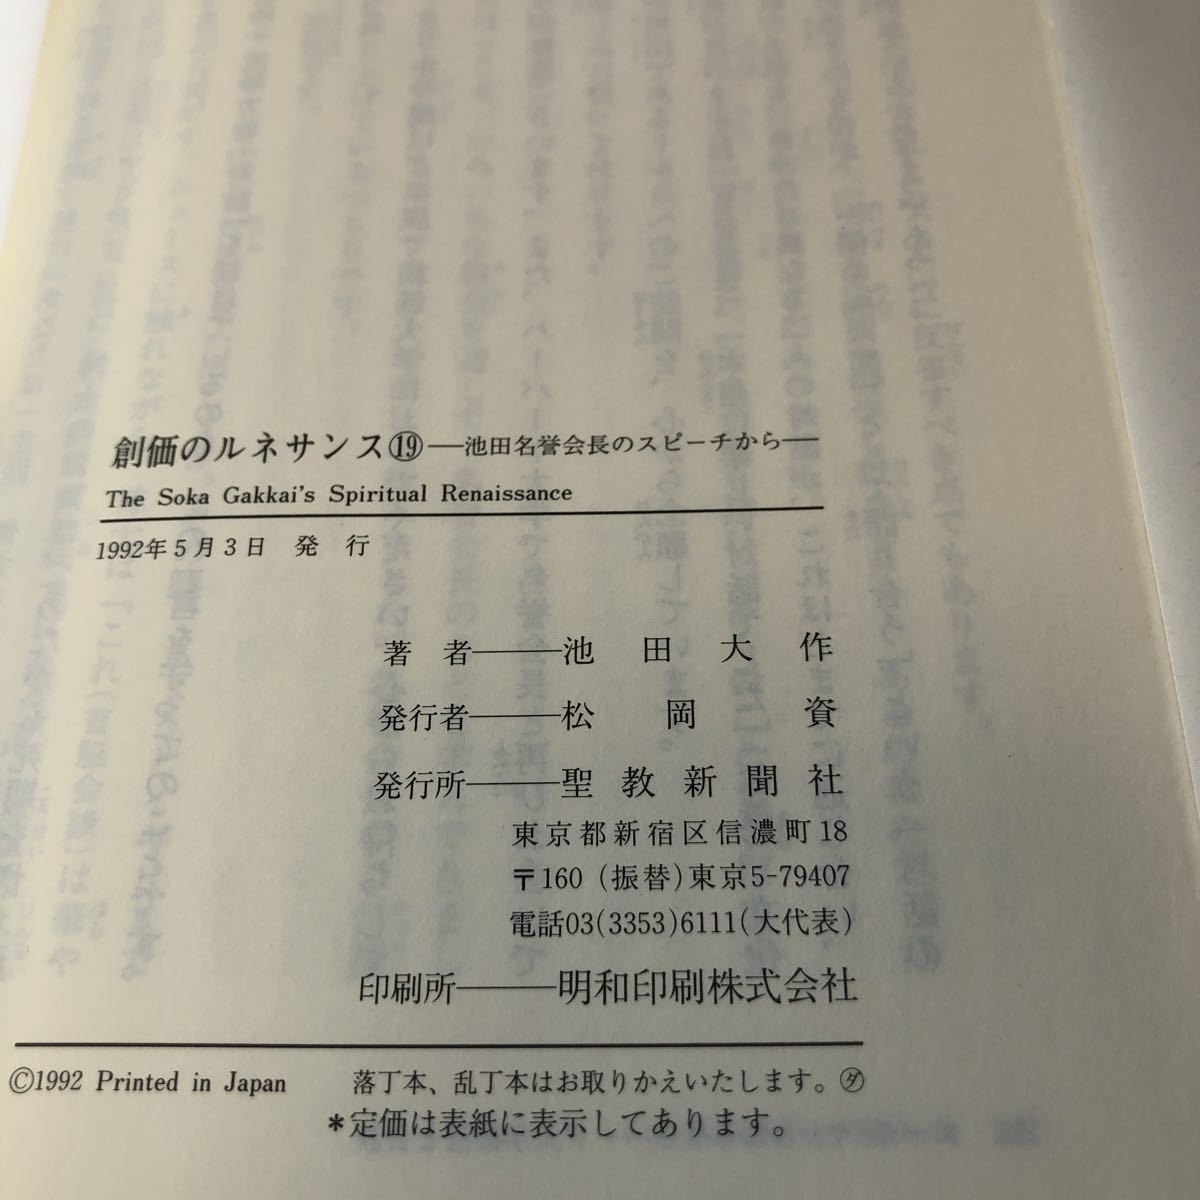 創価のルネサンス⑲―池田名誉会長のスピーチから―
The Soka Gakkai's Spiritual Renaissance
1992年5月3日 発 行
著 者―――池 田 大 作
発行者―――松 岡 資
発行所―――聖 教 新 聞 社
東京都新宿区信濃町18
〒160 (振替)東京5-79407
電話03(3353)6111(大代表)
印刷所―――明和印刷株式会社
©1992 Printed in Japan 落丁本、乱丁本はお取りかえいたします。㋟
*定価は表紙に表示してあります。